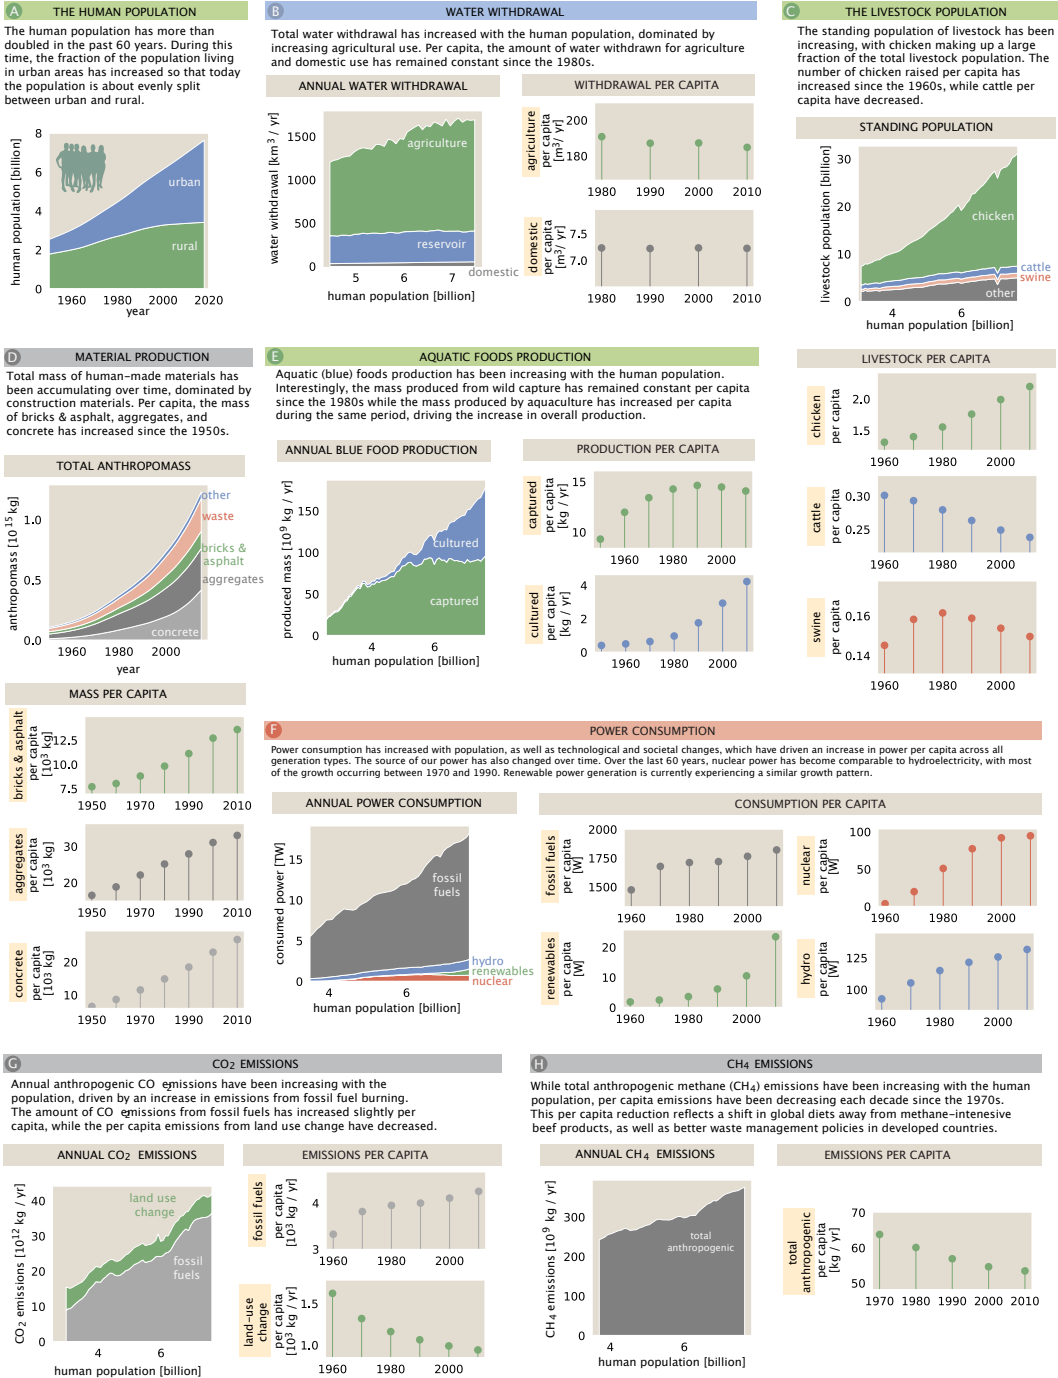 A THE HUMAN POPULATION
The human population has more than
doubled in the past 60 years. During this
time, the fraction of the population living
in urban areas has increased so that today
the population is about evenly split
between urban and rural.
human population [billion]
8
6
4
2
0
urban
rural
1960 1980 2000 2020
year
B WATER WITHDRAWAL
Total water withdrawal has increased with the human population, dominated by
increasing agricultural use. Per capita, the amount of water withdrawn for agriculture
and domestic use has remained constant since the 1980s.
ANNUAL WATER WITHDRAWAL
water withdrawal [km³ / yr]
1500
1000
500
0
agriculture
reservoir
domestic
5 6 7
human population [billion]
WITHDRAWAL PER CAPITA
agriculture
per capita
[m³/ yr]
200
180
1980 1990 2000 2010
domestic
per capita
[m³/ yr]
7.5
7.0
1980 1990 2000 2010
C THE LIVESTOCK POPULATION
The standing population of livestock has been
increasing, with chicken making up a large
fraction of the total livestock population. The
number of chicken raised per capita has
increased since the 1960s, while cattle per
capita have decreased.
STANDING POPULATION
livestock population [billion]
30
20
10
0
chicken
cattle
swine
other
4 6
human population [billion]
LIVESTOCK PER CAPITA
chicken
per capita
2.0
1.5
1960 1980 2000
cattle
per capita
0.30
0.25
1960 1980 2000
swine
per capita
0.16
0.14
1960 1980 2000
D MATERIAL PRODUCTION
Total mass of human-made materials has
been accumulating over time, dominated by
construction materials. Per capita, the mass
of bricks & asphalt, aggregates, and
concrete has increased since the 1950s.
TOTAL ANTHROPOMASS
anthropomass [10¹⁵ kg]
1.0
0.5
0.0
other
waste
bricks &
asphalt
aggregates
concrete
1960 1980 2000
year
MASS PER CAPITA
bricks & asphalt
per capita
[10³ kg]
12.5
10.0
7.5
1950 1970 1990 2010
aggregates
per capita
[10³ kg]
30
20
1950 1970 1990 2010
concrete
per capita
[10³ kg]
20
10
1950 1970 1990 2010
E AQUATIC FOODS PRODUCTION
Aquatic (blue) foods production has been increasing with the human population.
Interestingly, the mass produced from wild capture has remained constant per capita
since the 1980s while the mass produced by aquaculture has increased per capita
during the same period, driving the increase in overall production.
ANNUAL BLUE FOOD PRODUCTION
produced mass [10⁹ kg / yr]
150
100
50
0
cultured
captured
4 6
human population [billion]
PRODUCTION PER CAPITA
captured
per capita
[kg / yr]
15
10
1960 1980 2000
cultured
per capita
[kg / yr]
4
2
0
1960 1980 2000
F POWER CONSUMPTION
Power consumption has increased with population, as well as technological and societal changes, which have driven an increase in power per capita across all
generation types. The source of our power has also changed over time. Over the last 60 years, nuclear power has become comparable to hydroelectricity, with most
of the growth occurring between 1970 and 1990. Renewable power generation is currently experiencing a similar growth pattern.
ANNUAL POWER CONSUMPTION
consumed power [TW]
15
10
5
0
fossil
fuels
hydro
renewables
nuclear
4 6
human population [billion]
CONSUMPTION PER CAPITA
fossil fuels
per capita
[W]
2000
1750
1500
1960 1980 2000
nuclear
per capita
[W]
100
50
0
1960 1980 2000
renewables
per capita
[W]
20
10
0
1960 1980 2000
hydro
per capita
[W]
125
100
1960 1980 2000
G CO₂ EMISSIONS
Annual anthropogenic CO₂ emissions have been increasing with the
population, driven by an increase in emissions from fossil fuel burning.
The amount of CO₂ emissions from fossil fuels has increased slightly per
capita, while the per capita emissions from land use change have decreased.
ANNUAL CO₂ EMISSIONS
CO₂ emissions [10¹² kg / yr]
40
30
20
10
0
land use
change
fossil
fuels
4 6
human population [billion]
EMISSIONS PER CAPITA
fossil fuels
per capita
[10³ kg / yr]
4
3
1960 1980 2000
land-use
change
per capita
[10³ kg / yr]
1.5
1.0
1960 1980 2000
H CH₄ EMISSIONS
While total anthropogenic methane (CH₄) emissions have been increasing with the human
population, per capita emissions have been decreasing each decade since the 1970s.
This per capita reduction reflects a shift in global diets away from methane-intenesive
beef products, as well as better waste management policies in developed countries.
ANNUAL CH₄ EMISSIONS
CH₄ emissions [10⁹ kg / yr]
300
200
100
0
total
anthropogenic
4 6
human population [billion]
EMISSIONS PER CAPITA
total
anthropogenic
per capita
[kg / yr]
70
60
50
1970 1980 1990 2000 2010